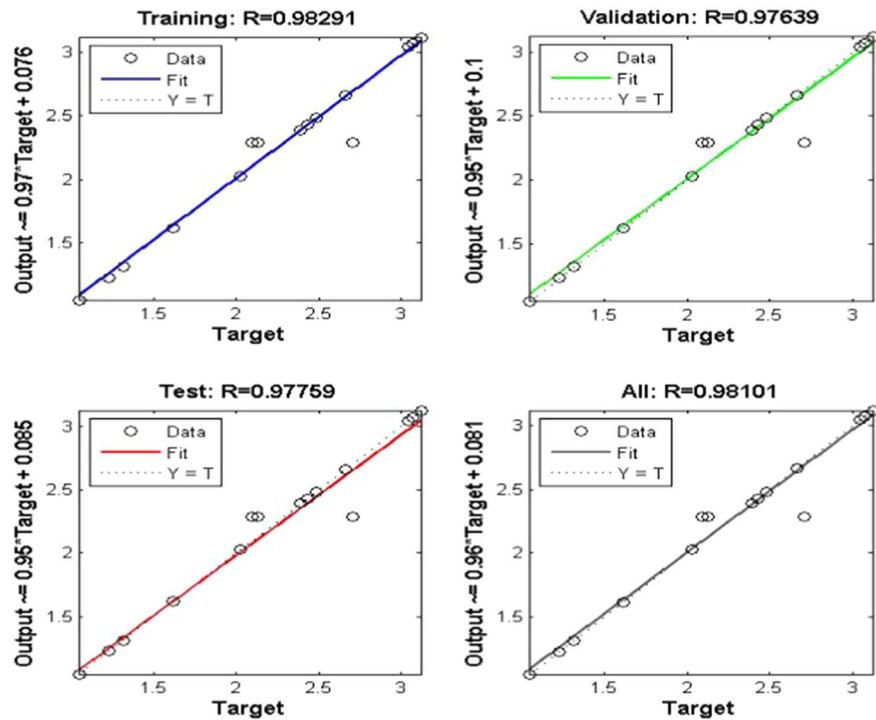 Training: R=0.98291
Output ~= 0.97*Target + 0.076
3
2.5
2
1.5
Data
Fit
Y = T
1.5
2
2.5
3
Target
Validation: R=0.97639
Output ~= 0.95*Target + 0.1
3
2.5
2
1.5
Data
Fit
Y = T
1.5
2
2.5
3
Target
Test: R=0.97759
Output ~= 0.95*Target + 0.085
3
2.5
2
1.5
Data
Fit
Y = T
1.5
2
2.5
3
Target
All: R=0.98101
Output ~= 0.96*Target + 0.081
3
2.5
2
1.5
Data
Fit
Y = T
1.5
2
2.5
3
Target